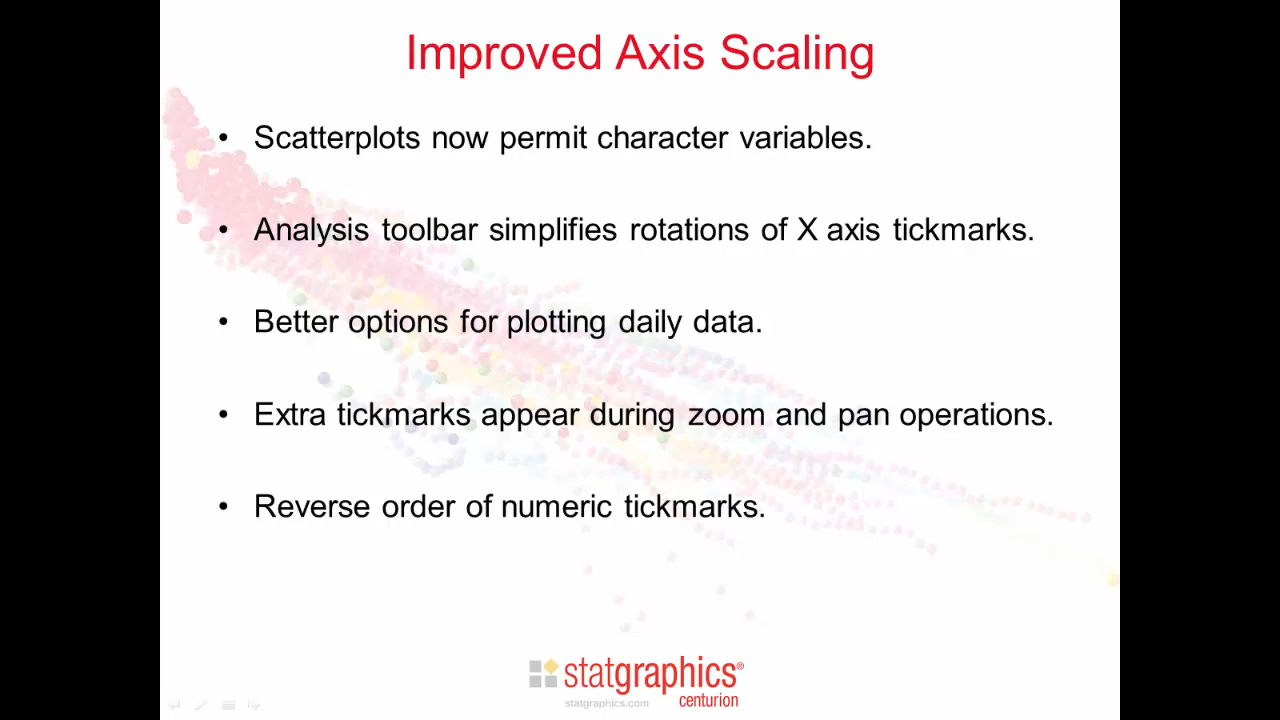 Improved Axis Scaling
• Scatterplots now permit character variables.
• Analysis toolbar simplifies rotations of X axis tickmarks.
• Better options for plotting daily data.
• Extra tickmarks appear during zoom and pan operations.
• Reverse order of numeric tickmarks.
statgraphics®
centurion
statgraphics.com